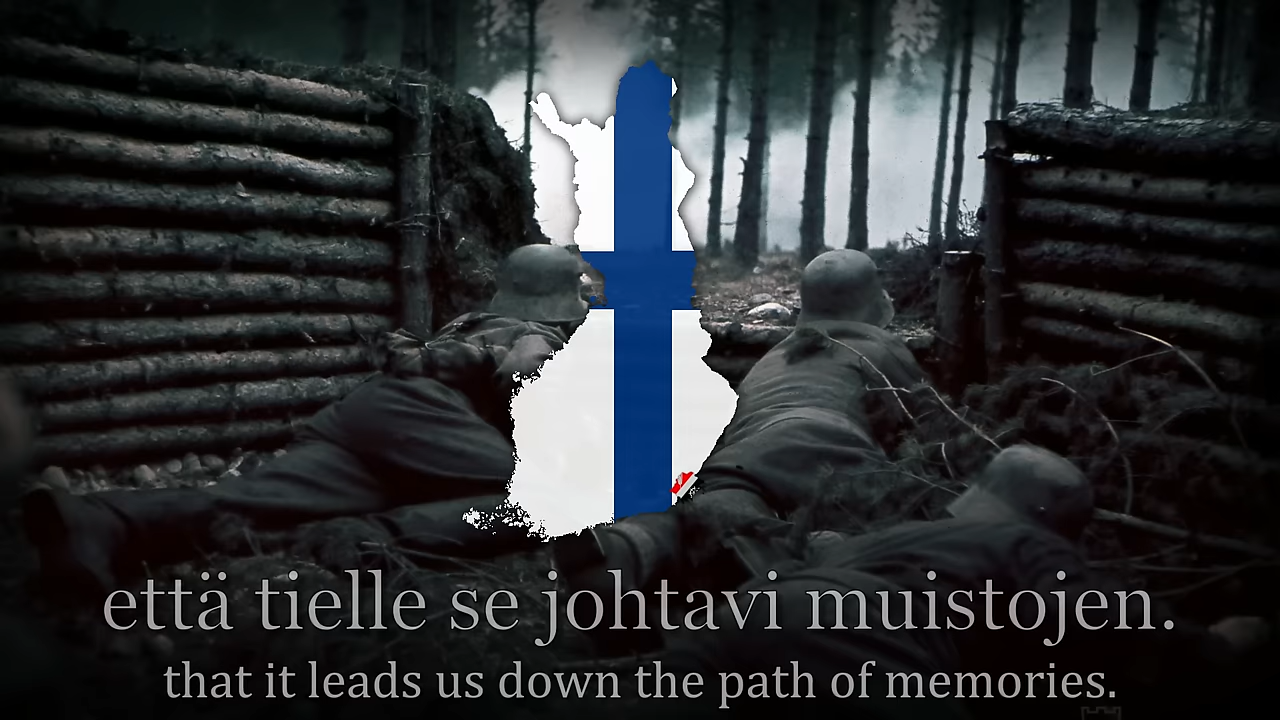 että tielle se johtavi muistojen.
that it leads us down the path of memories.